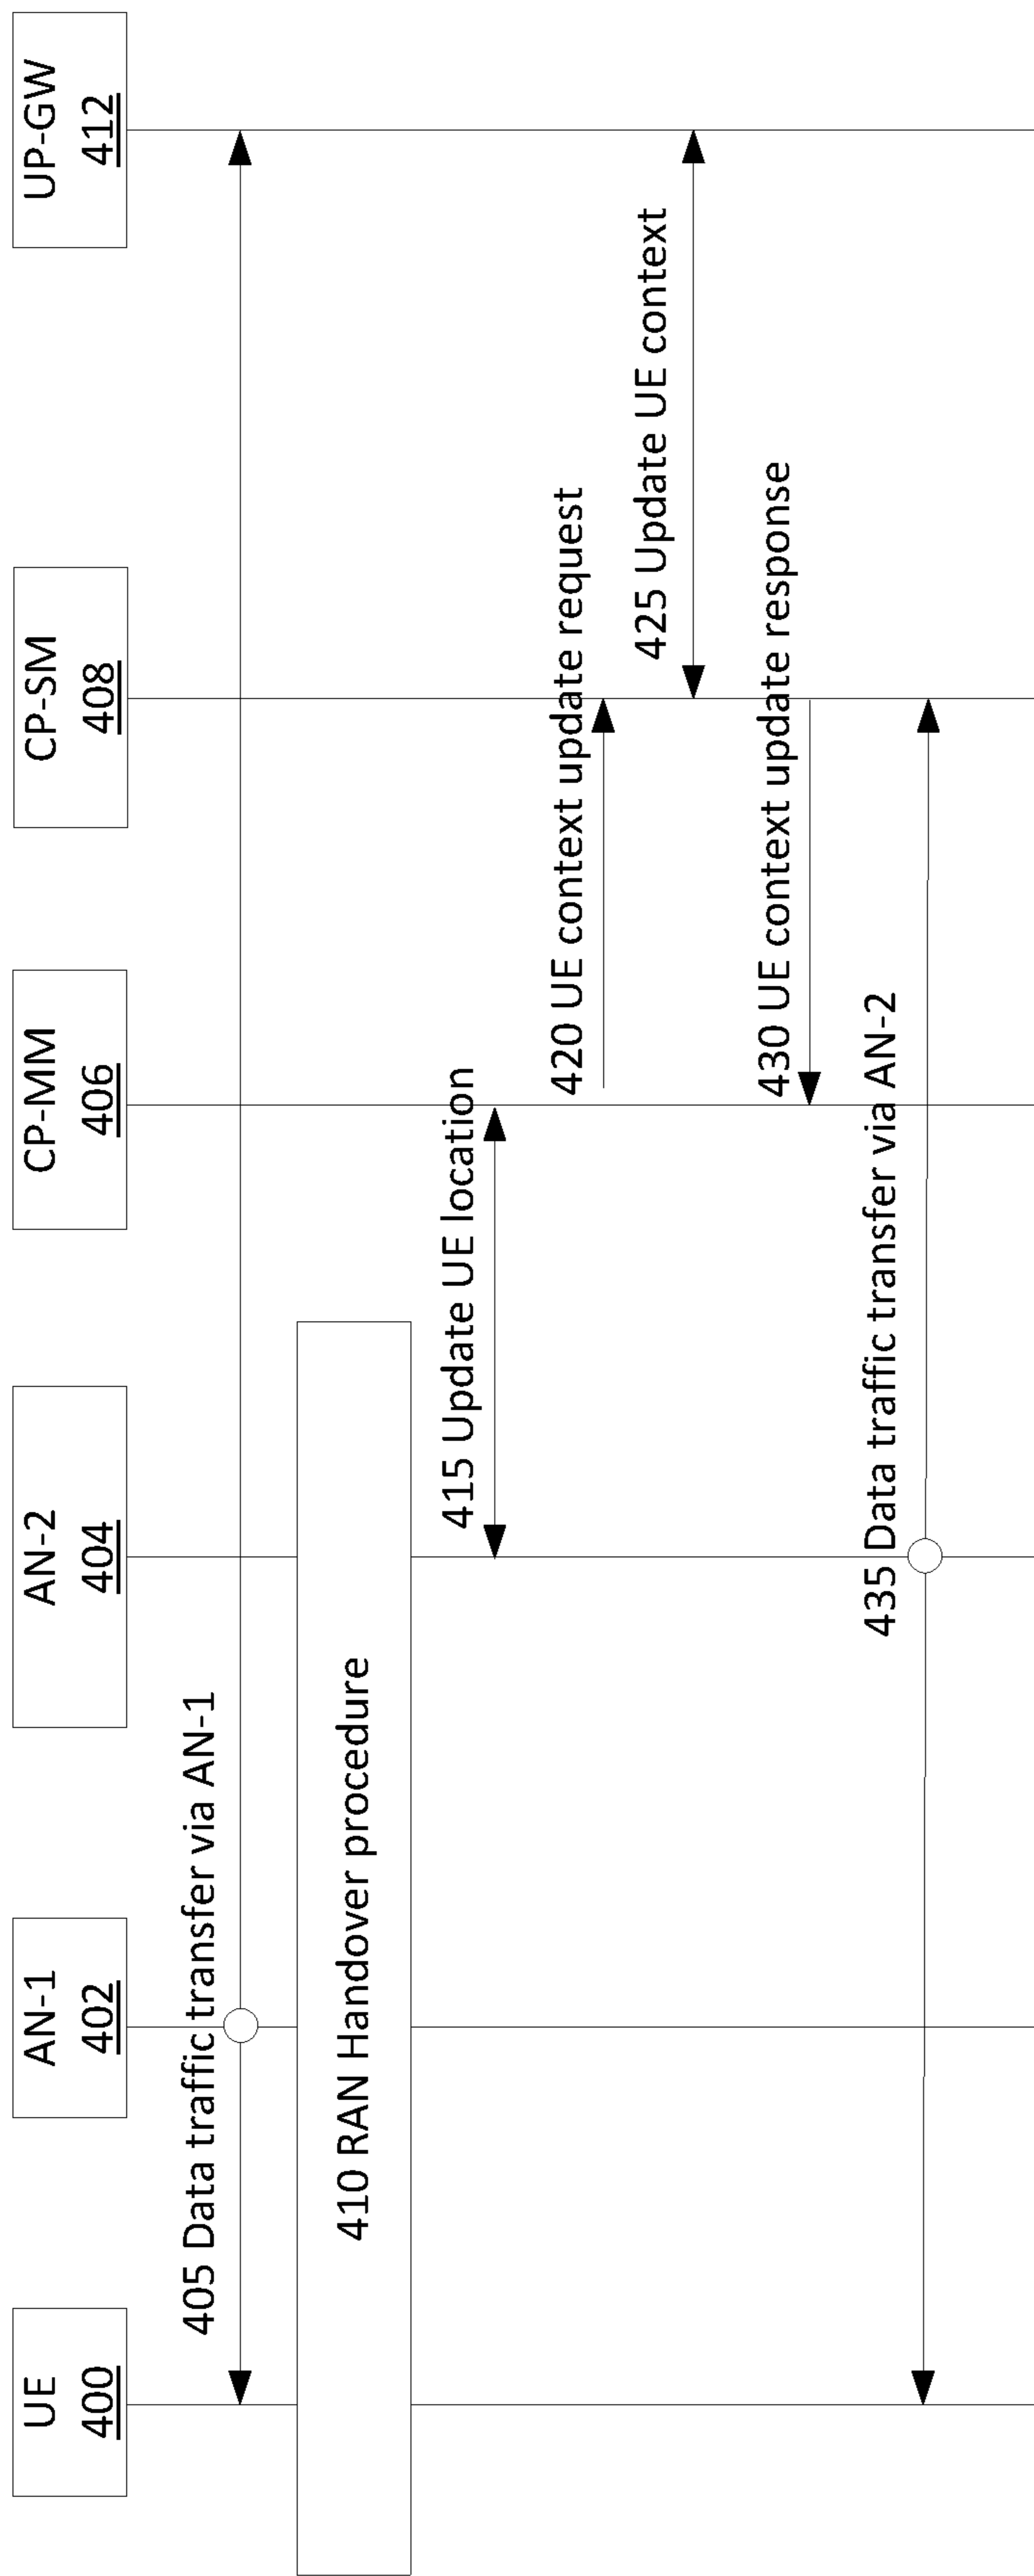 UE
400
AN-1
402
AN-2
404
CP-MM
406
CP-SM
408
UP-GW
412
405 Data traffic transfer via AN-1
410 RAN Handover procedure
415 Update UE location
420 UE context update request
425 Update UE context
430 UE context update response
435 Data traffic transfer via AN-2